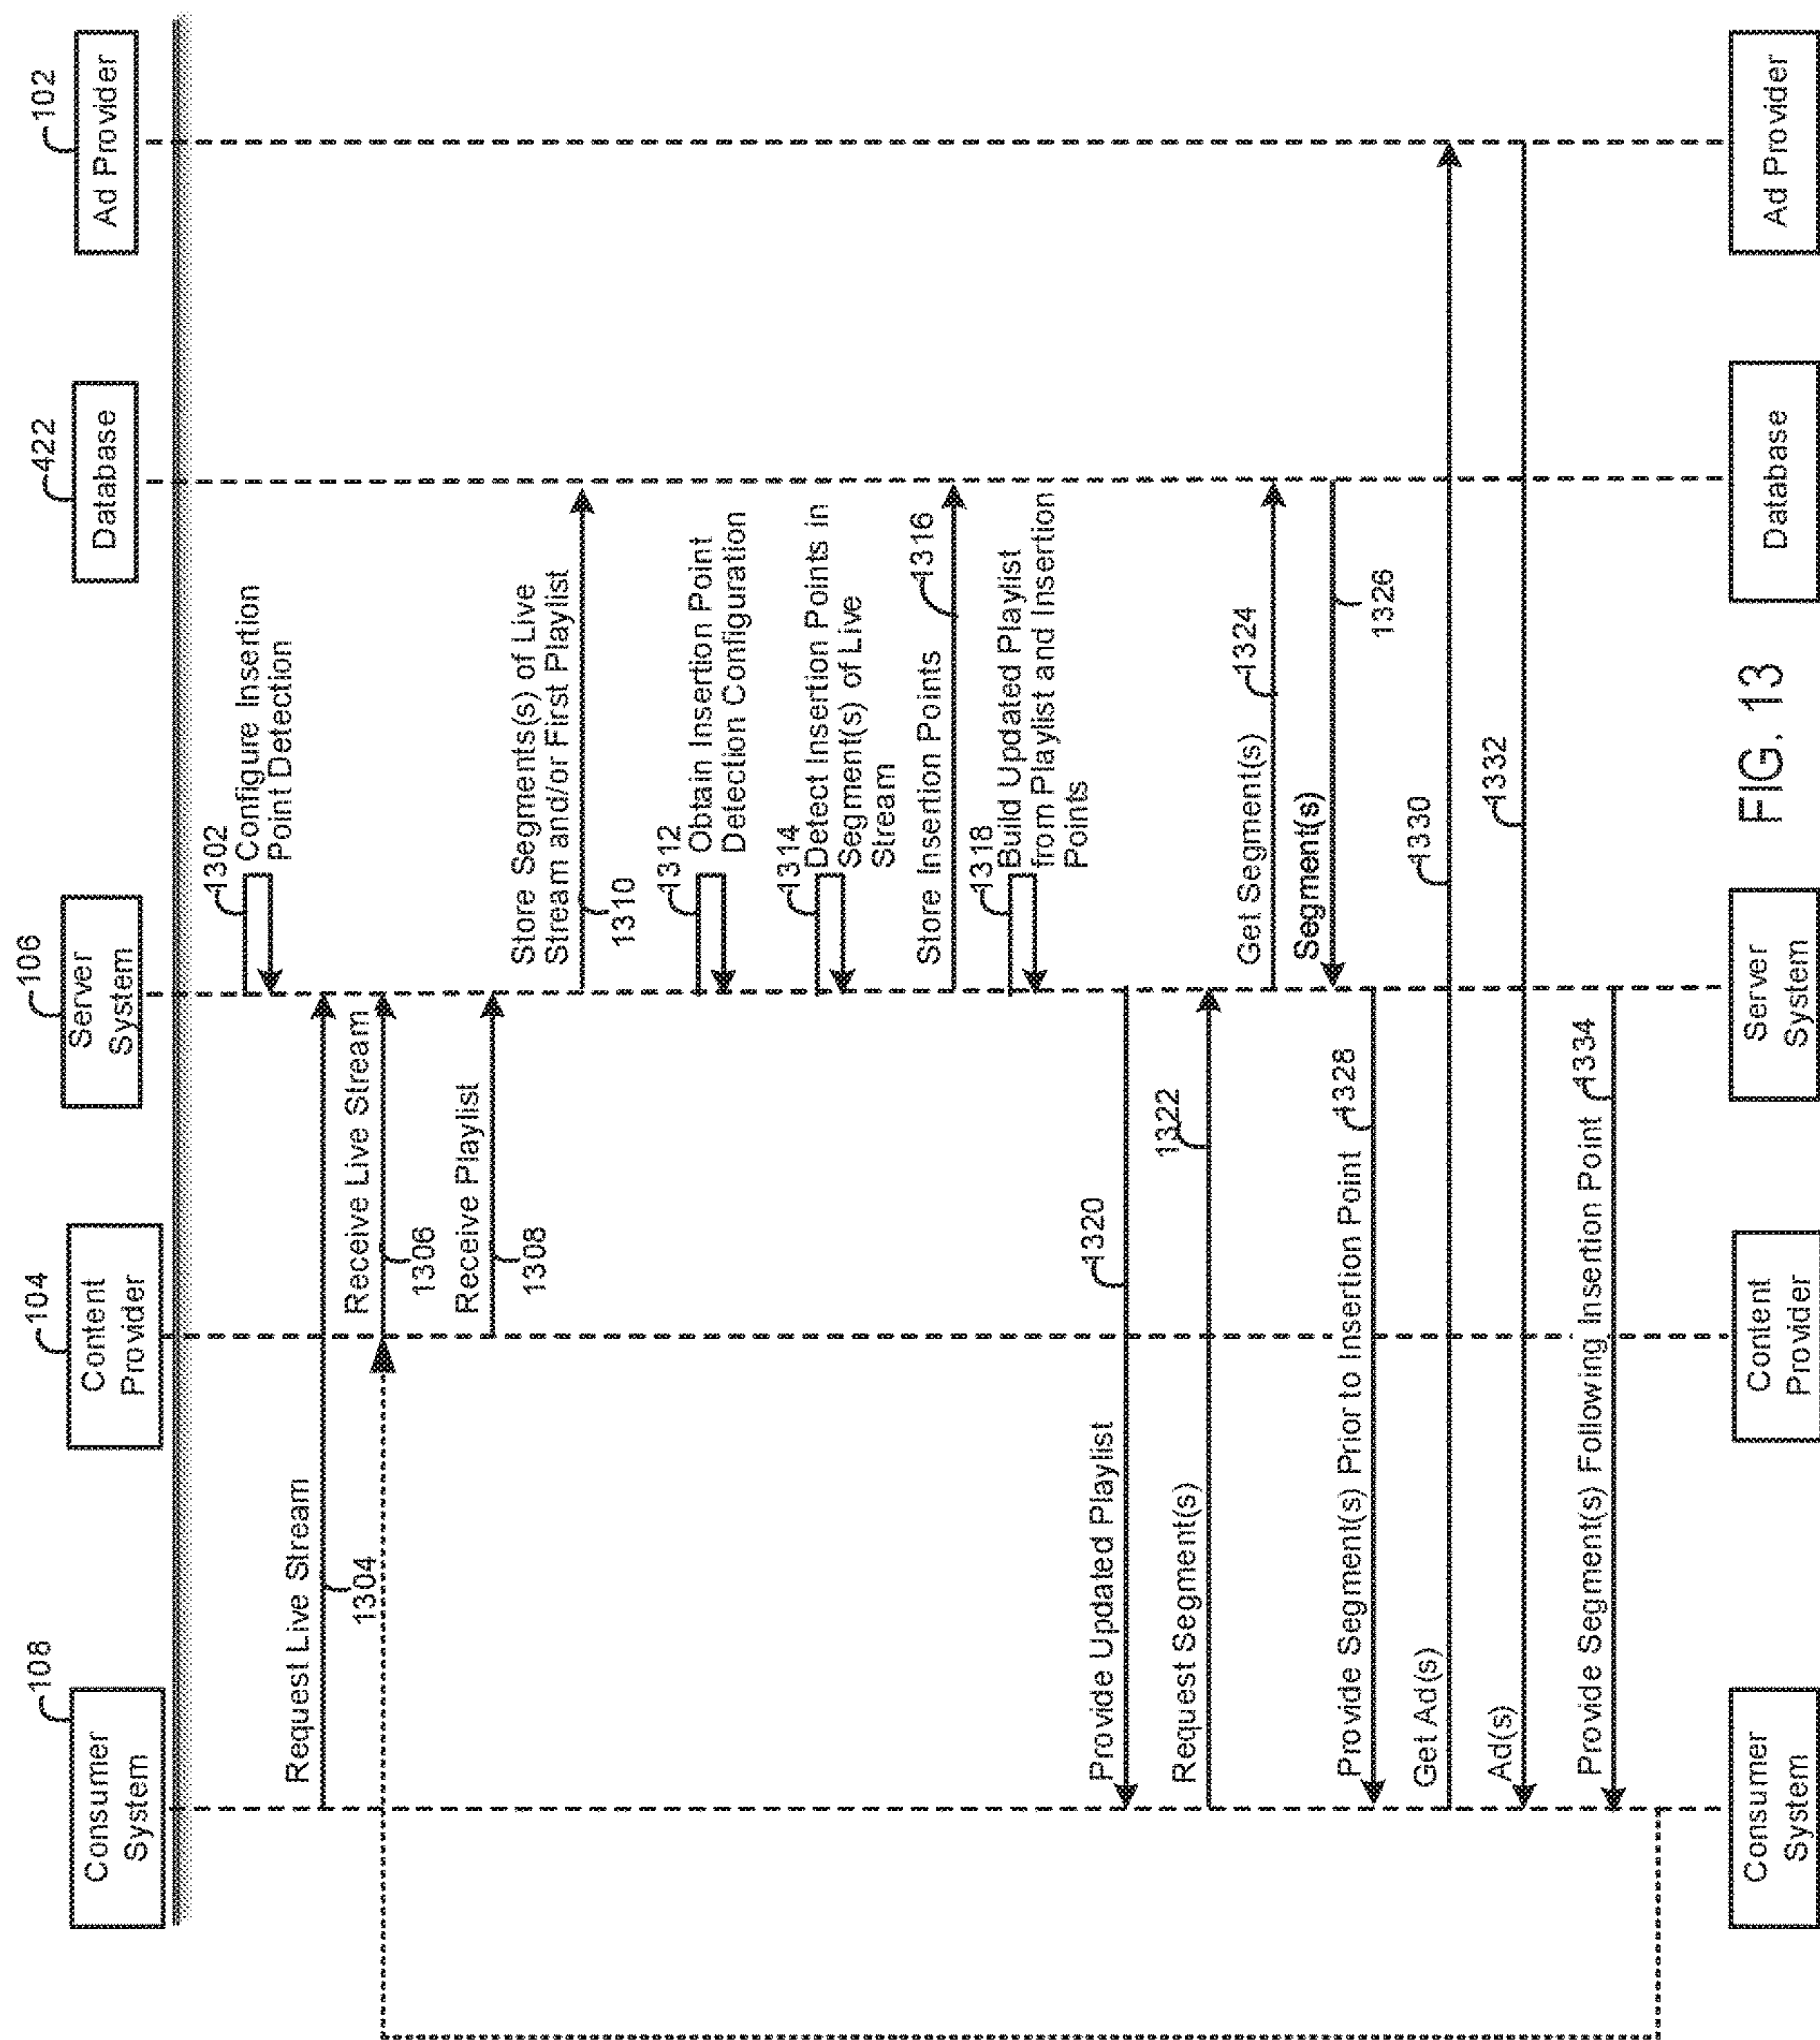 108
Consumer
System
104
Content
Provider
106
Server
System
422
Database
102
Ad Provider
1302
Configure Insertion
Point Detection
Request Live Stream
1304
Receive Live Stream
1306
Receive Playlist
1308
Store Segments(s) of Live
Stream and/or First Playlist
1310
1312
Obtain Insertion Point
Detection Configuration
1314
Detect Insertion Points in
Segment(s) of Live
Stream
Store Insertion Points
1316
1318
Build Updated Playlist
from Playlist and Insertion
Points
Provide Updated Playlist
1320
Request Segment(s)
1322
Get Segment(s)
1324
Segment(s)
1326
Provide Segment(s) Prior to Insertion Point
1328
Get Ad(s)
1330
Ad(s)
1332
Provide Segment(s) Following Insertion Point
1334
Consumer
System
Content
Provider
Server
System
Database
Ad Provider
FIG. 13